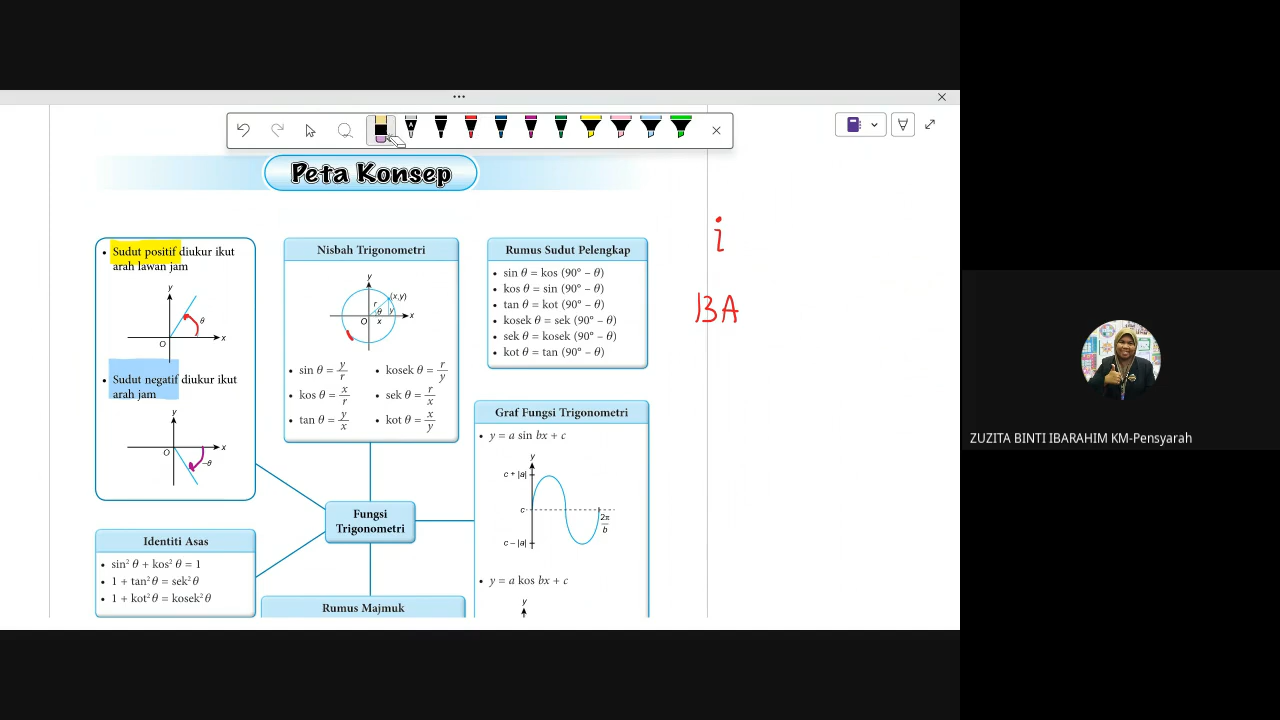 Peta Konsep
• Sudut positif diukur ikut
arah lawan jam
y
θ
x
O
• Sudut negatif diukur ikut
arah jam
y
O
x
–θ
Nisbah Trigonometri
y
(x,y)
r
y
θ
O
x
x
• sin θ = y/r
• kos θ = x/r
• tan θ = y/x
• kosek θ = r/y
• sek θ = r/x
• kot θ = x/y
Rumus Sudut Pelengkap
• sin θ = kos (90° – θ)
• kos θ = sin (90° – θ)
• tan θ = kot (90° – θ)
• kosek θ = sek (90° – θ)
• sek θ = kosek (90° – θ)
• kot θ = tan (90° – θ)
i
BA
Fungsi
Trigonometri
Graf Fungsi Trigonometri
• y = a sin bx + c
y
c + |a|
c
2π/b
c – |a|
• y = a kos bx + c
y
Identiti Asas
• sin² θ + kos² θ = 1
• 1 + tan² θ = sek² θ
• 1 + kot² θ = kosek² θ
Rumus Majmuk
ZUZITA BINTI IBARAHIM KM-Pensyarah